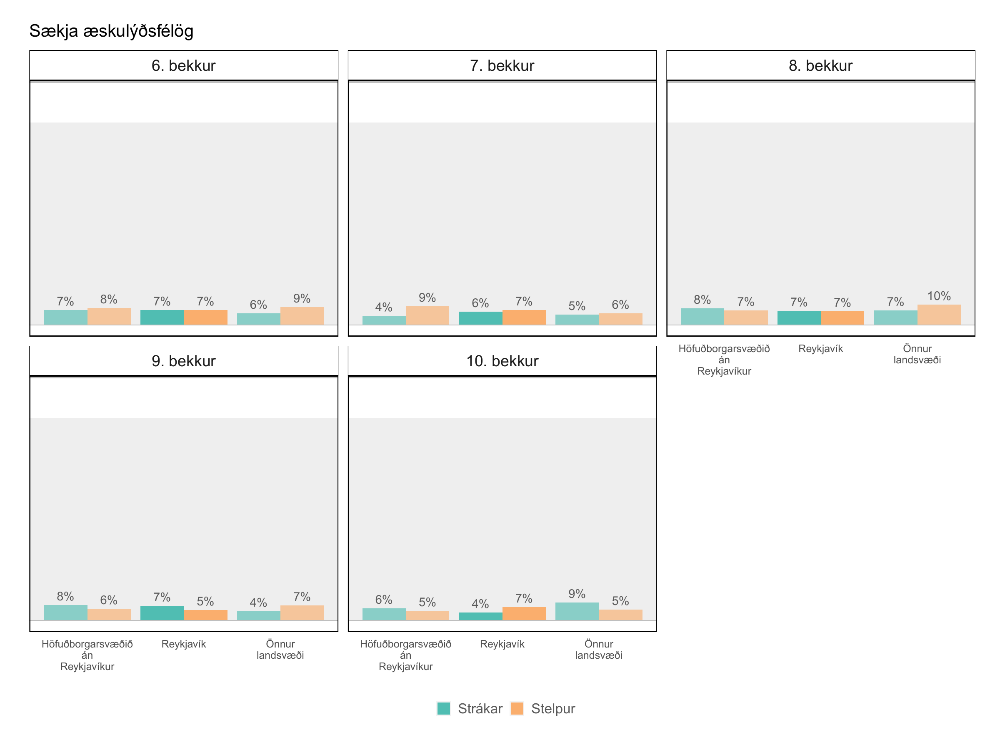 Sækja æskulýðsfélög
6. bekkur
7% 8% 7% 7% 6% 9%
7. bekkur
4% 9% 6% 7% 5% 6%
8. bekkur
8% 7% 7% 7% 7% 10%
Höfuðborgarsvæðið
án
Reykjavíkur
Reykjavík
Önnur
landsvæði
9. bekkur
8% 6% 7% 5% 4% 7%
Höfuðborgarsvæðið
án
Reykjavíkur
Reykjavík
Önnur
landsvæði
10. bekkur
6% 5% 4% 7% 9% 5%
Höfuðborgarsvæðið
án
Reykjavíkur
Reykjavík
Önnur
landsvæði
Strákar Stelpur